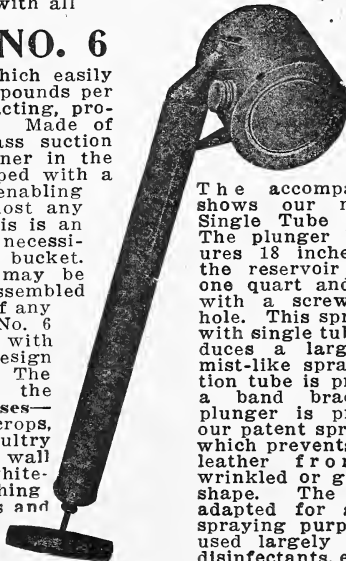 with all
NO. 6
which easily
pounds per
acting, pro-
Made of
ass suction
ner in the
ped with a
enabling
most any
is is an
necessi-
bucket.
may be
ssembled
f any
No. 6
with
esign
The
the
ses—
crops,
ultry
wall
hite-
hing
s and
The accompa
shows our n
Single Tube
The plunger
ures 18 inche
the reservoir
one quart and
with a screw
hole. This spr
with single tub
duces a larg
mist-like spra
tion tube is pr
a band brac
plunger is p
our patent spr
which prevents
leather from
wrinkled or g
shape. The
adapted for
spraying purp
used largely
disinfectants, e